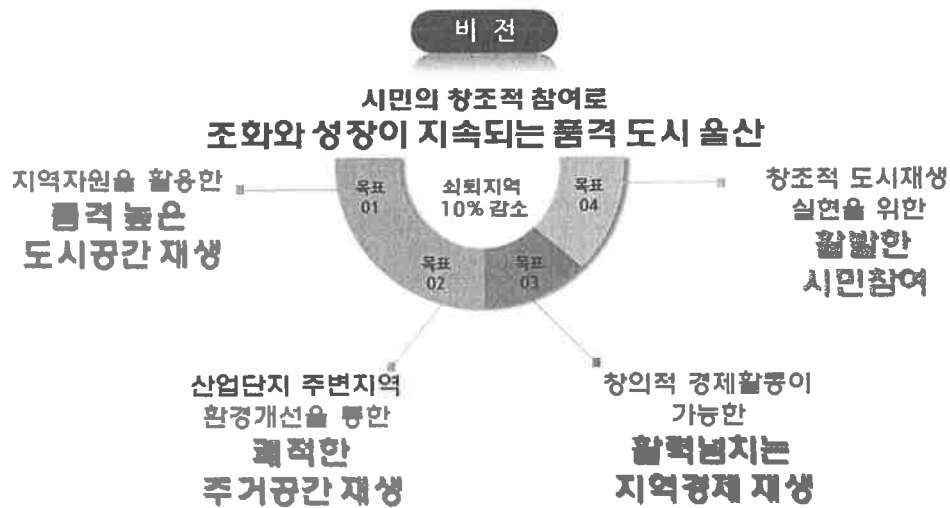 비 전
시민의 창조적 참여로
조화와 성장이 지속되는 품격 도시 울산
지역자원을 활용한
품격 높은
도시공간 재생
목표
01
쇠퇴지역
10% 감소
목표
04
창조적 도시재생
실현을 위한
활발한
시민참여
목표
02
목표
03
산업단지 주변지역
환경개선을 통한
쾌적한
주거공간 재생
창의적 경제활동이
가능한
활력넘치는
지역경제 재생